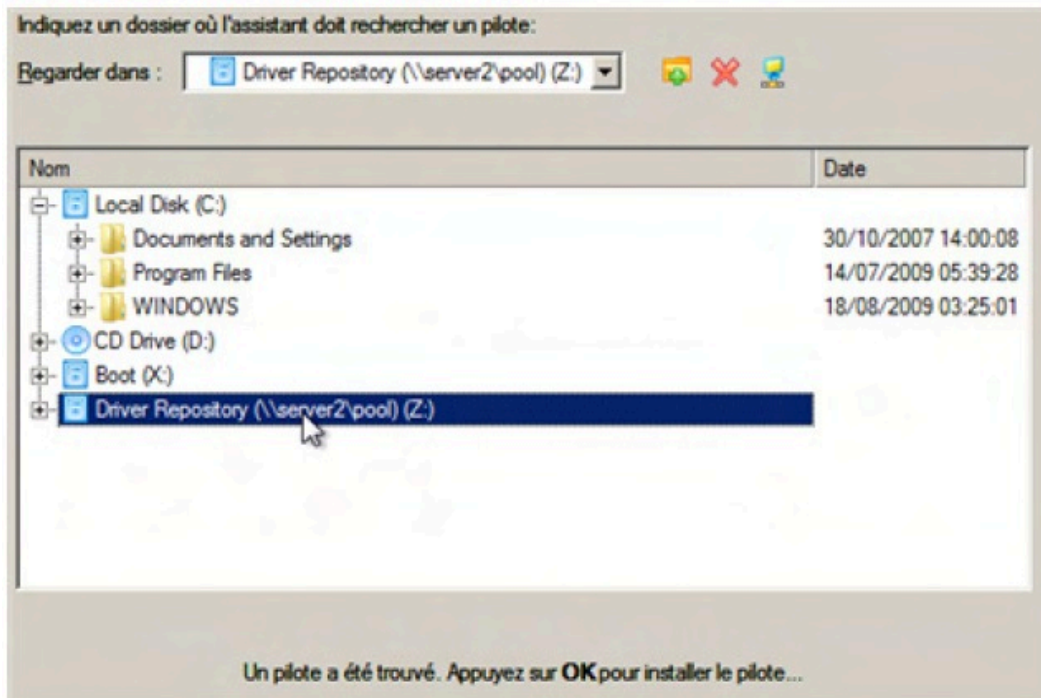 Indiquez un dossier où l'assistant doit rechercher un pilote:
Regarder dans : Driver Repository (\\server2\pool) (Z:)
Nom Date
Local Disk (C:)
Documents and Settings 30/10/2007 14:00:08
Program Files 14/07/2009 05:39:28
WINDOWS 18/08/2009 03:25:01
CD Drive (D:)
Boot (X:)
Driver Repository (\\server2\pool) (Z:)
Un pilote a été trouvé. Appuyez sur OK pour installer le pilote...